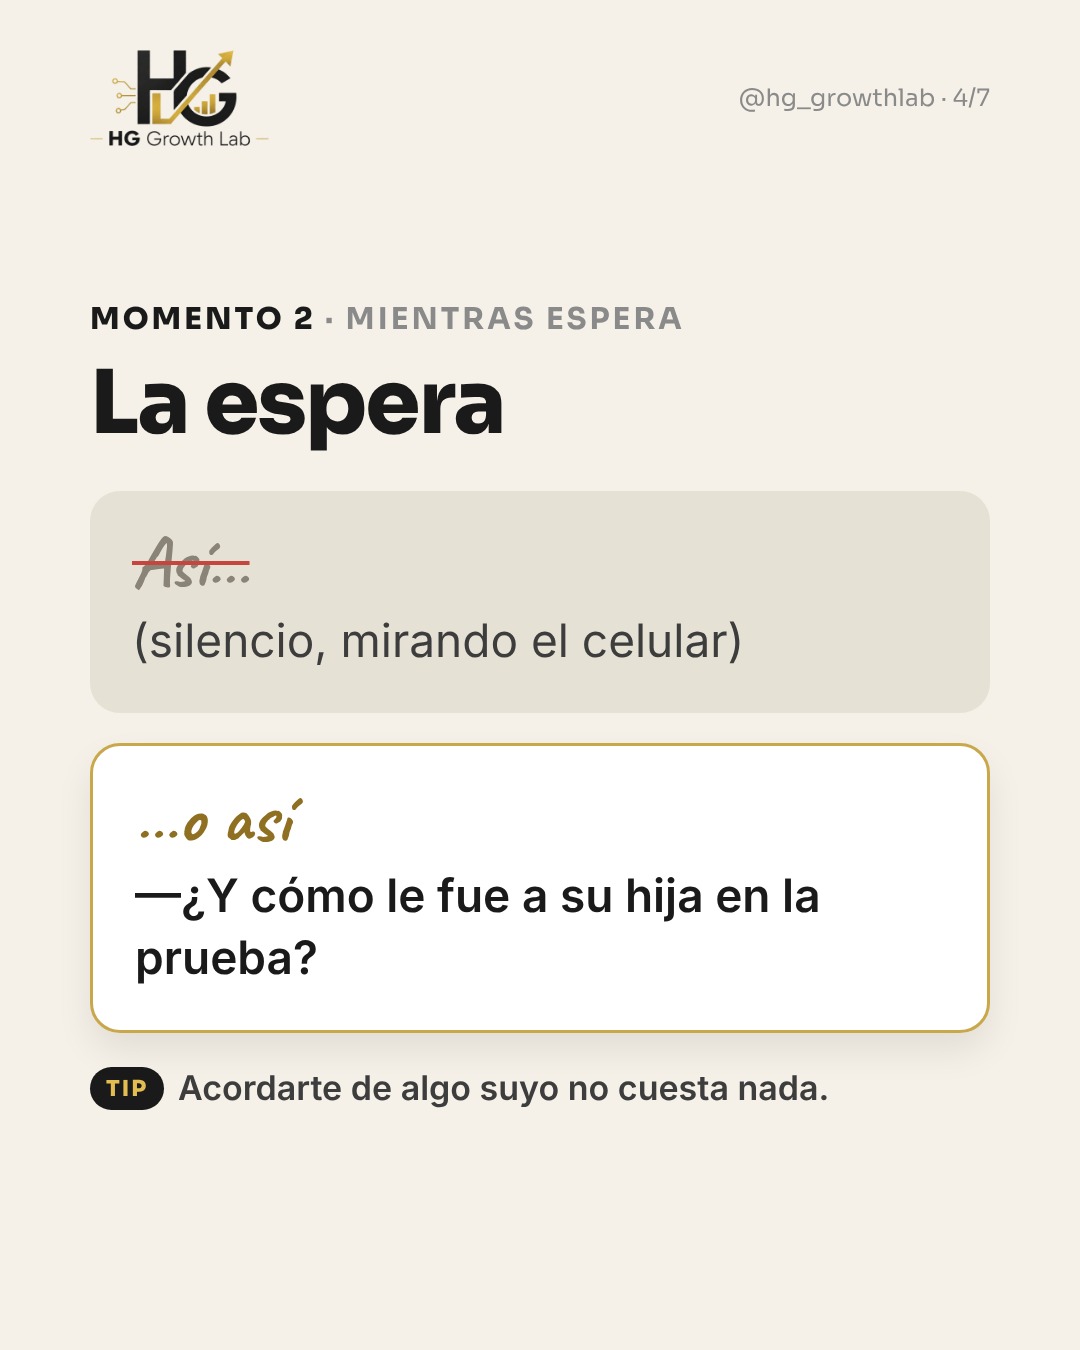 HG
HG Growth Lab
@hg_growthlab · 4/7
MOMENTO 2 · MIENTRAS ESPERA
La espera
Así...
(silencio, mirando el celular)
...o así
—¿Y cómo le fue a su hija en la
prueba?
TIP Acordarte de algo suyo no cuesta nada.